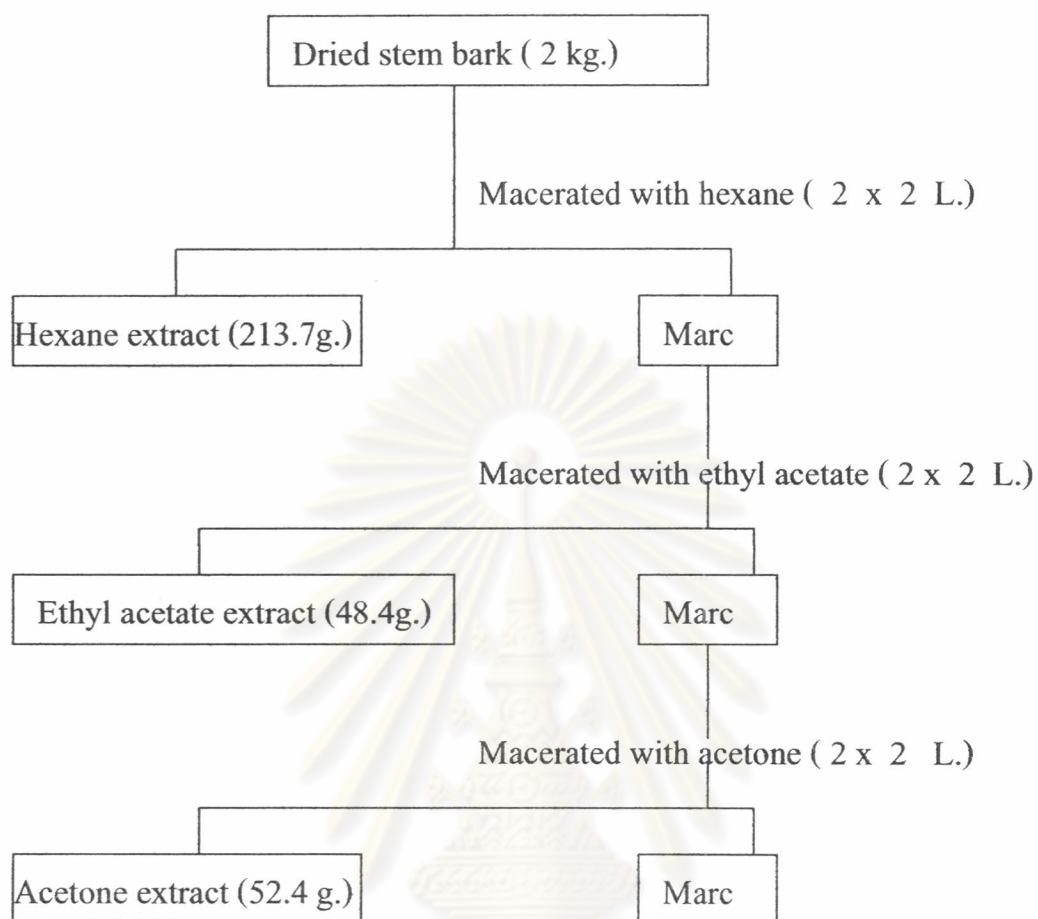 Dried stem bark ( 2 kg.)
Macerated with hexane ( 2 x 2 L.)
Hexane extract (213.7g.)
Marc
Macerated with ethyl acetate ( 2 x 2 L.)
Ethyl acetate extract (48.4g.)
Marc
Macerated with acetone ( 2 x 2 L.)
Acetone extract (52.4 g.)
Marc